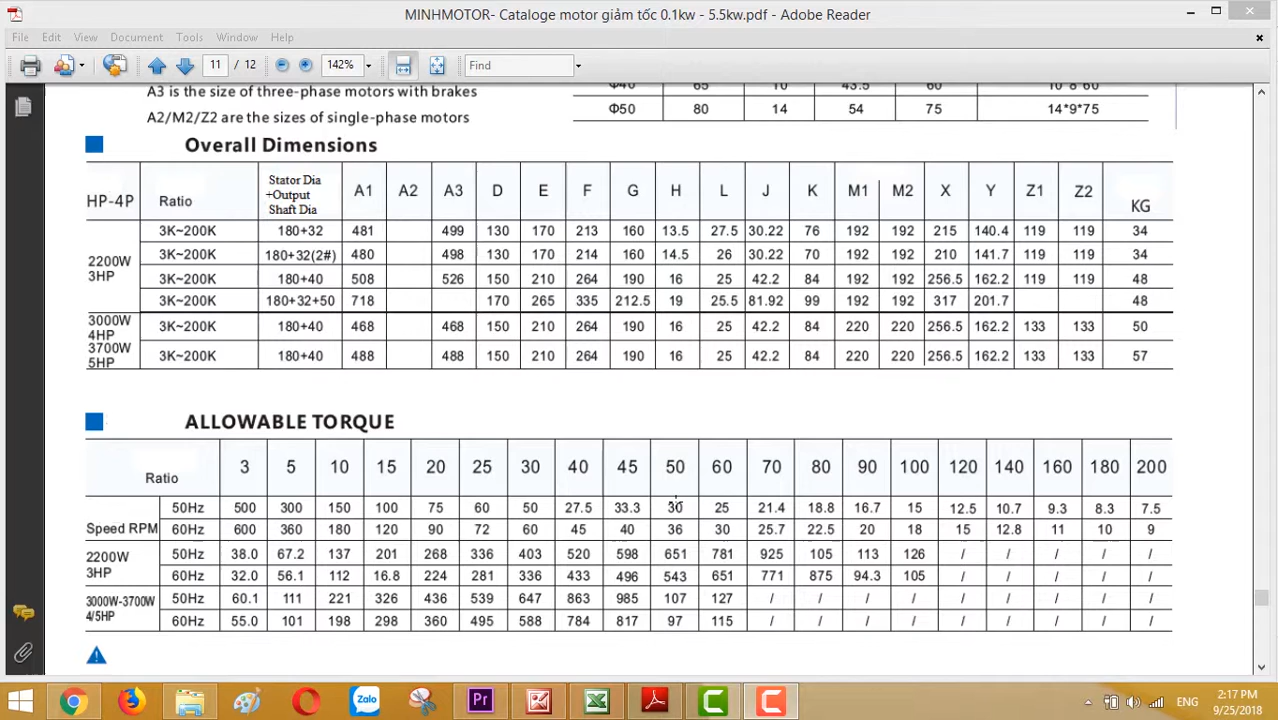 MINHMOTOR- Cataloge motor giảm tốc 0.1kw - 5.5kw.pdf - Adobe Reader
File Edit View Document Tools Window Help
11 / 12 142% Find
Φ40 65 10 43.5 60 10*8*60
A3 is the size of three-phase motors with brakes
Φ50 80 14 54 75 14*9*75
A2/M2/Z2 are the sizes of single-phase motors
Overall Dimensions
HP-4P Ratio Stator Dia +Output Shaft Dia A1 A2 A3 D E F G H L J K M1 M2 X Y Z1 Z2 KG
2200W 3HP
3K~200K 180+32 481 499 130 170 213 160 13.5 27.5 30.22 76 192 192 215 140.4 119 119 34
3K~200K 180+32(2#) 480 498 130 170 214 160 14.5 26 30.22 70 192 192 210 141.7 119 119 34
3K~200K 180+40 508 526 150 210 264 190 16 25 42.2 84 192 192 256.5 162.2 119 119 48
3K~200K 180+32+50 718 170 265 335 212.5 19 25.5 81.92 99 192 192 317 201.7 48
3000W 4HP 3K~200K 180+40 468 468 150 210 264 190 16 25 42.2 84 220 220 256.5 162.2 133 133 50
3700W 5HP 3K~200K 180+40 488 488 150 210 264 190 16 25 42.2 84 220 220 256.5 162.2 133 133 57
ALLOWABLE TORQUE
Ratio 3 5 10 15 20 25 30 40 45 50 60 70 80 90 100 120 140 160 180 200
Speed RPM
50Hz 500 300 150 100 75 60 50 27.5 33.3 30 25 21.4 18.8 16.7 15 12.5 10.7 9.3 8.3 7.5
60Hz 600 360 180 120 90 72 60 45 40 36 30 25.7 22.5 20 18 15 12.8 11 10 9
2200W 3HP
50Hz 38.0 67.2 137 201 268 336 403 520 598 651 781 925 105 113 126 / / / / /
60Hz 32.0 56.1 112 16.8 224 281 336 433 496 543 651 771 875 94.3 105 / / / / /
3000W-3700W 4/5HP
50Hz 60.1 111 221 326 436 539 647 863 985 107 127 / / / / / / / / /
60Hz 55.0 101 198 298 360 495 588 784 817 97 115 / / / / / / / / /
Zalo Pr
ENG 2:17 PM
9/25/2018